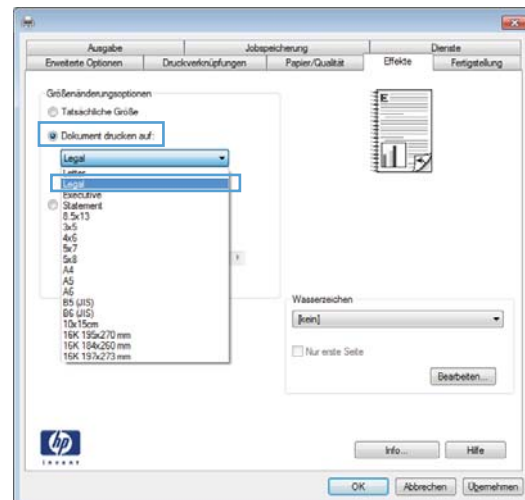 Ausgabe
Jobspeicherung
Dienste
Erweiterte Optionen
Druckverknüpfungen
Papier/Qualität
Effekte
Fertigstellung
Größenänderungsoptionen
Tatsächliche Größe
Dokument drucken auf:
Legal
Letter
Legal
Executive
Statement
8.5x13
3x5
4x6
5x7
5x8
A4
A5
A6
B5 (JIS)
B6 (JIS)
10x15cm
16K 195x270 mm
16K 184x260 mm
16K 197x273 mm
E
Wasserzeichen
[kein]
Nur erste Seite
Bearbeiten...
hp
invent
Info...
Hilfe
OK
Abbrechen
Übernehmen